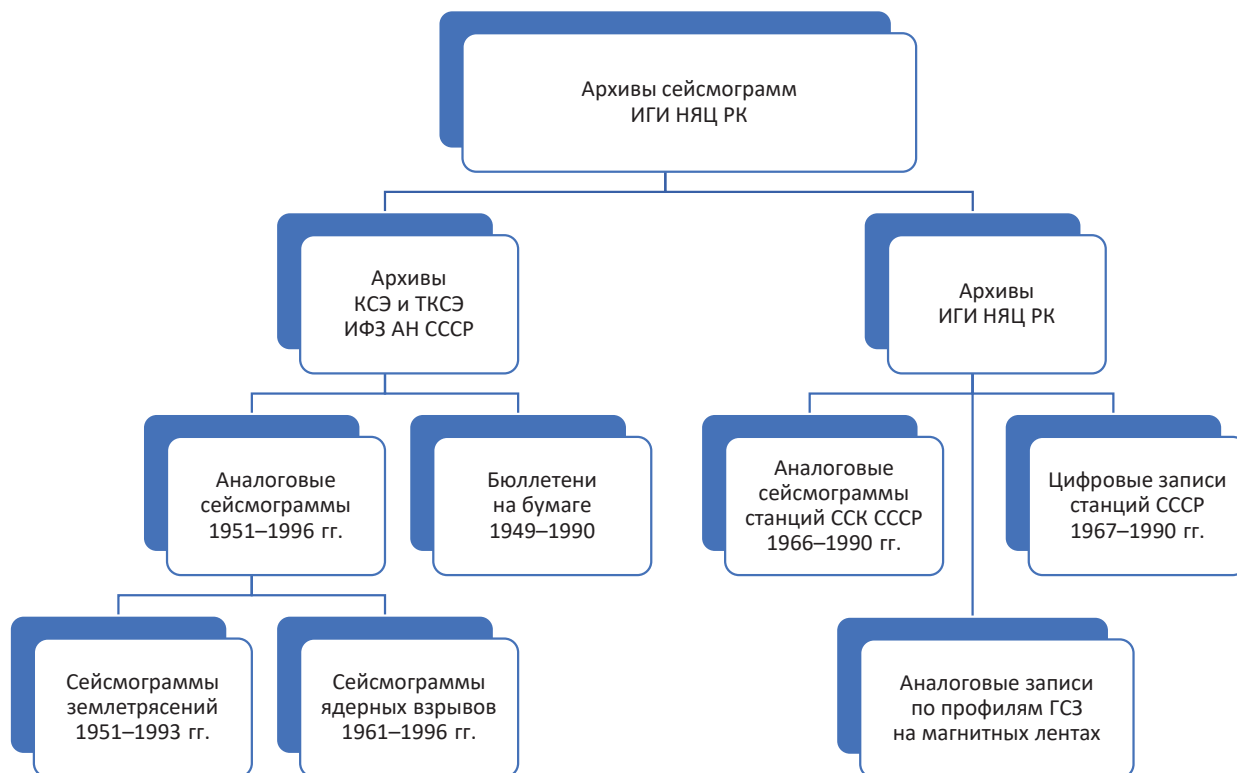 Архивы сейсмограмм
ИГИ НЯЦ РК
Архивы
КСЭ и ТКСЭ
ИФЗ АН СССР
Архивы
ИГИ НЯЦ РК
Аналоговые
сейсмограммы
1951–1996 гг.
Бюллетени
на бумаге
1949–1990
Аналоговые
сейсмограммы
станций ССК СССР
1966–1990 гг.
Цифровые записи
станций СССР
1967–1990 гг.
Сейсмограммы
землетрясений
1951–1993 гг.
Сейсмограммы
ядерных взрывов
1961–1996 гг.
Аналоговые записи
по профилям ГСЗ
на магнитных лентах